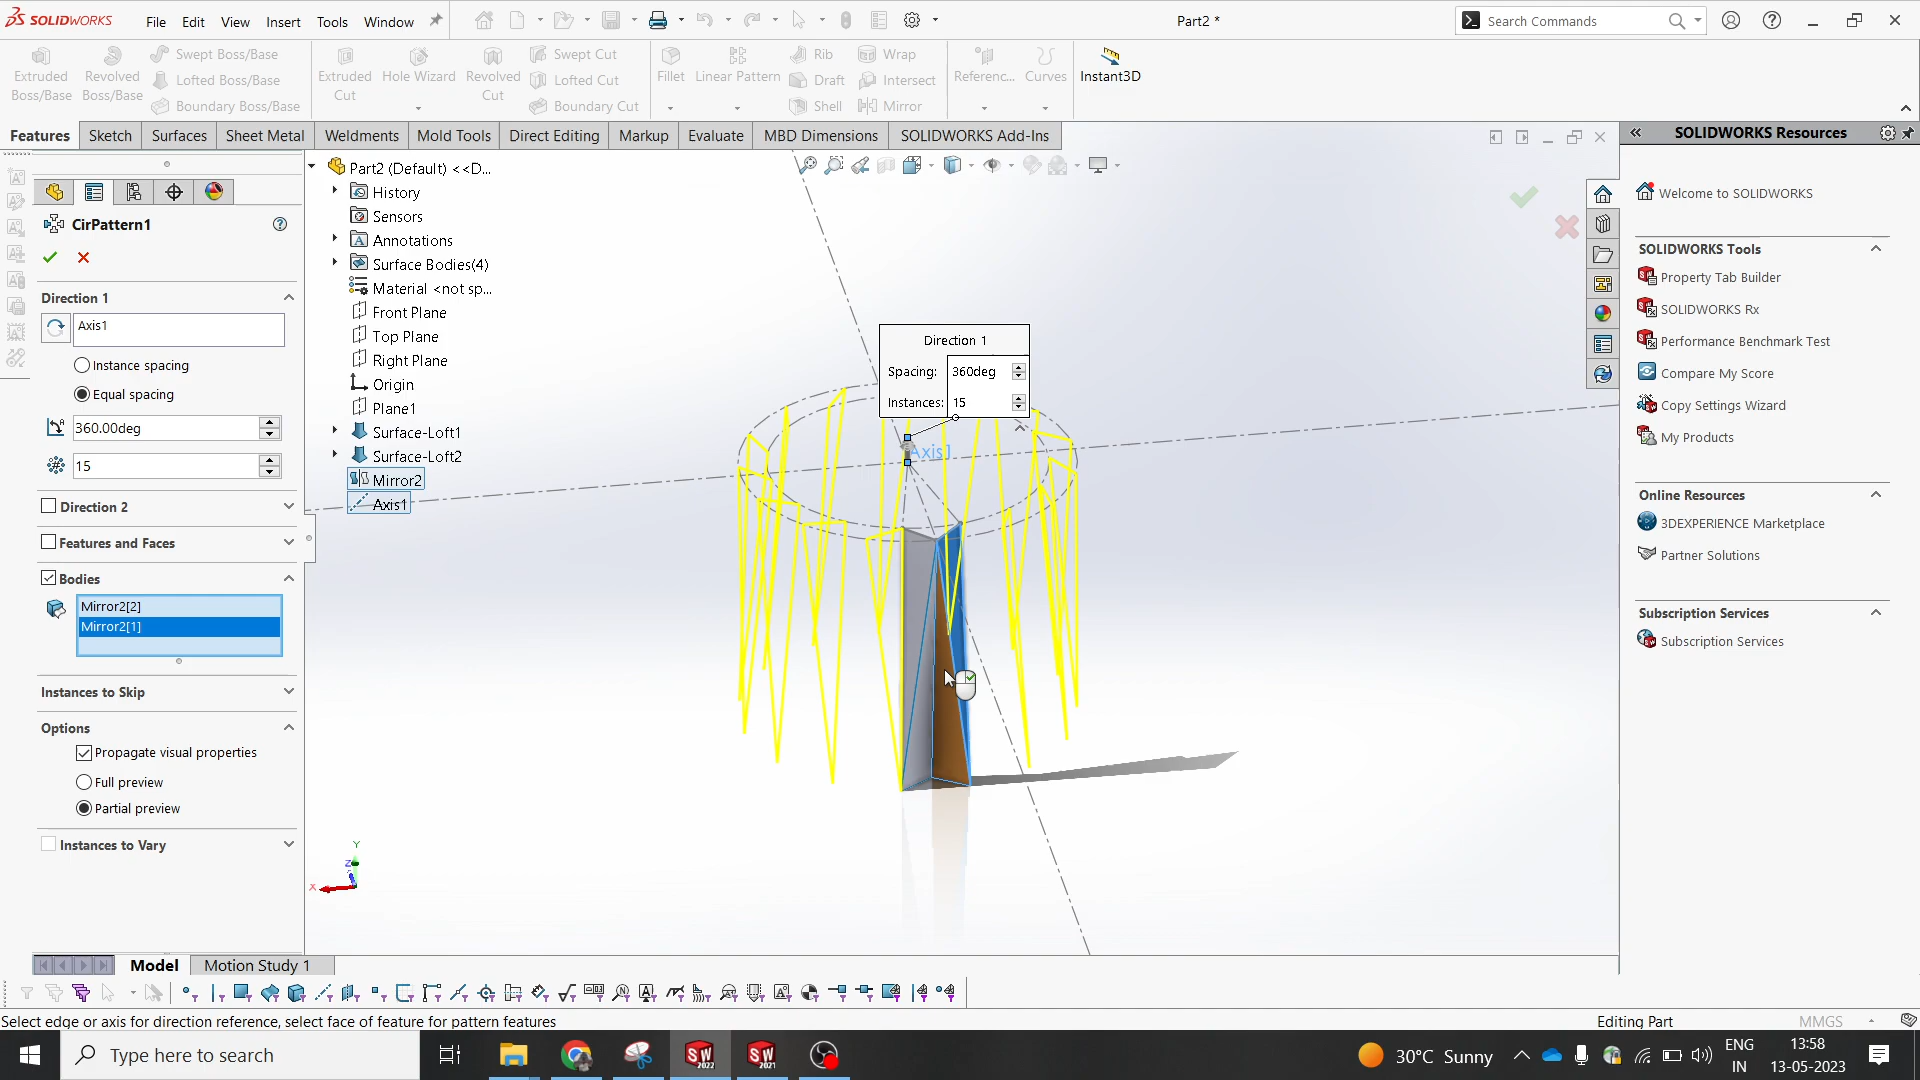 SOLIDWORKS
File Edit View Insert Tools Window
Part2 *
Search Commands
Extruded Boss/Base
Revolved Boss/Base
Swept Boss/Base
Lofted Boss/Base
Boundary Boss/Base
Extruded Cut
Hole Wizard
Revolved Cut
Swept Cut
Lofted Cut
Boundary Cut
Fillet
Linear Pattern
Rib
Draft
Shell
Wrap
Intersect
Mirror
Referenc...
Curves
Instant3D
Features Sketch Surfaces Sheet Metal Weldments Mold Tools Direct Editing Markup Evaluate MBD Dimensions SOLIDWORKS Add-Ins
CirPattern1
Direction 1
Axis1
Instance spacing
Equal spacing
360.00deg
15
Direction 2
Features and Faces
Bodies
Mirror2[2]
Mirror2[1]
Instances to Skip
Options
Propagate visual properties
Full preview
Partial preview
Instances to Vary
Part2 (Default) <<D...
History
Sensors
Annotations
Surface Bodies(4)
Material <not sp...
Front Plane
Top Plane
Right Plane
Origin
Plane1
Surface-Loft1
Surface-Loft2
Mirror2
Axis1
Direction 1
Spacing: 360deg
Instances: 15
Axis1
Y
Z
X
SOLIDWORKS Resources
Welcome to SOLIDWORKS
SOLIDWORKS Tools
Property Tab Builder
SOLIDWORKS Rx
Performance Benchmark Test
Compare My Score
Copy Settings Wizard
My Products
Online Resources
3DEXPERIENCE Marketplace
Partner Solutions
Subscription Services
Subscription Services
Model
Motion Study 1
Select edge or axis for direction reference, select face of feature for pattern features
Editing Part
MMGS
Type here to search
SW 2022
SW 2021
30°C Sunny
ENG
IN
13:58
13-05-2023